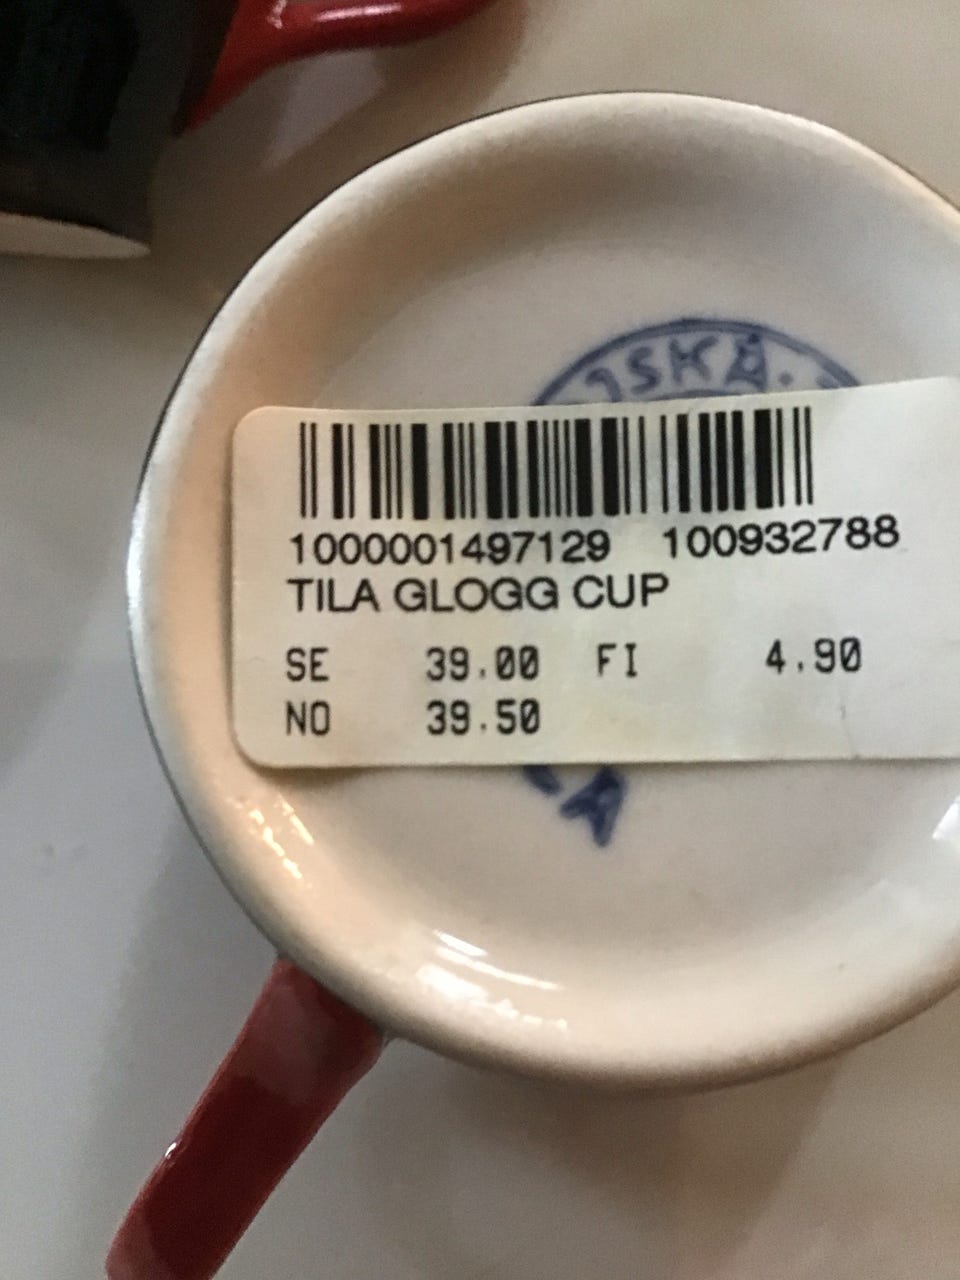 1000001497129 100932788
TILA GLOGG CUP
SE 39.00 FI 4.90
NO 39.50